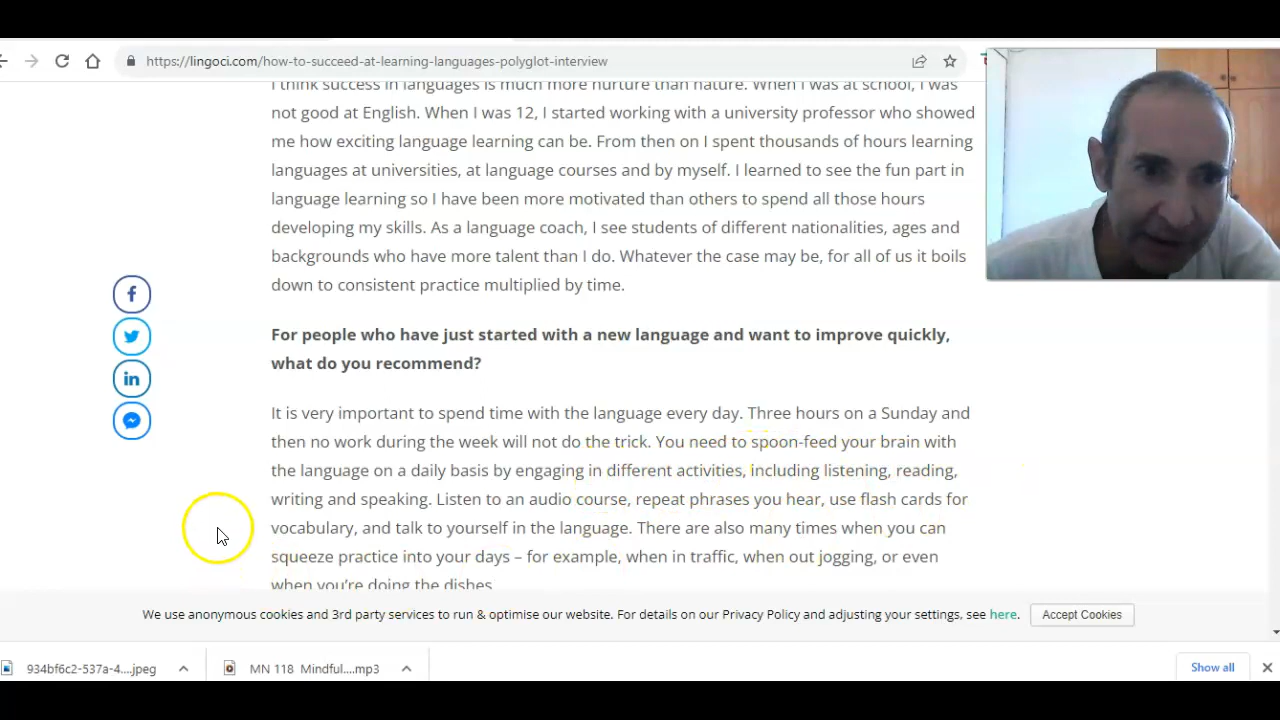 https://lingoci.com/how-to-succeed-at-learning-languages-polyglot-interview
I think success in languages is much more nurture than nature. When I was at school, I was
not good at English. When I was 12, I started working with a university professor who showed
me how exciting language learning can be. From then on I spent thousands of hours learning
languages at universities, at language courses and by myself. I learned to see the fun part in
language learning so I have been more motivated than others to spend all those hours
developing my skills. As a language coach, I see students of different nationalities, ages and
backgrounds who have more talent than I do. Whatever the case may be, for all of us it boils
down to consistent practice multiplied by time.
For people who have just started with a new language and want to improve quickly,
what do you recommend?
It is very important to spend time with the language every day. Three hours on a Sunday and
then no work during the week will not do the trick. You need to spoon-feed your brain with
the language on a daily basis by engaging in different activities, including listening, reading,
writing and speaking. Listen to an audio course, repeat phrases you hear, use flash cards for
vocabulary, and talk to yourself in the language. There are also many times when you can
squeeze practice into your days – for example, when in traffic, when out jogging, or even
when you're doing the dishes
We use anonymous cookies and 3rd party services to run & optimise our website. For details on our Privacy Policy and adjusting your settings, see here. Accept Cookies
934bf6c2-537a-4....jpeg MN 118 Mindful....mp3 Show all